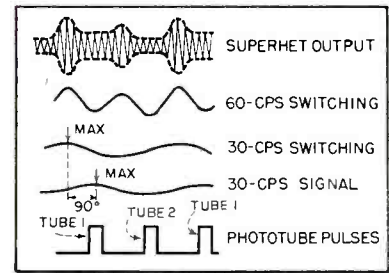 SUPERHET OUTPUT
60-CPS SWITCHING
MAX
30-CPS SWITCHING
MAX
30-CPS SIGNAL
90°
TUBE 1 TUBE 2 TUBE 1
PHOTOTUBE PULSES